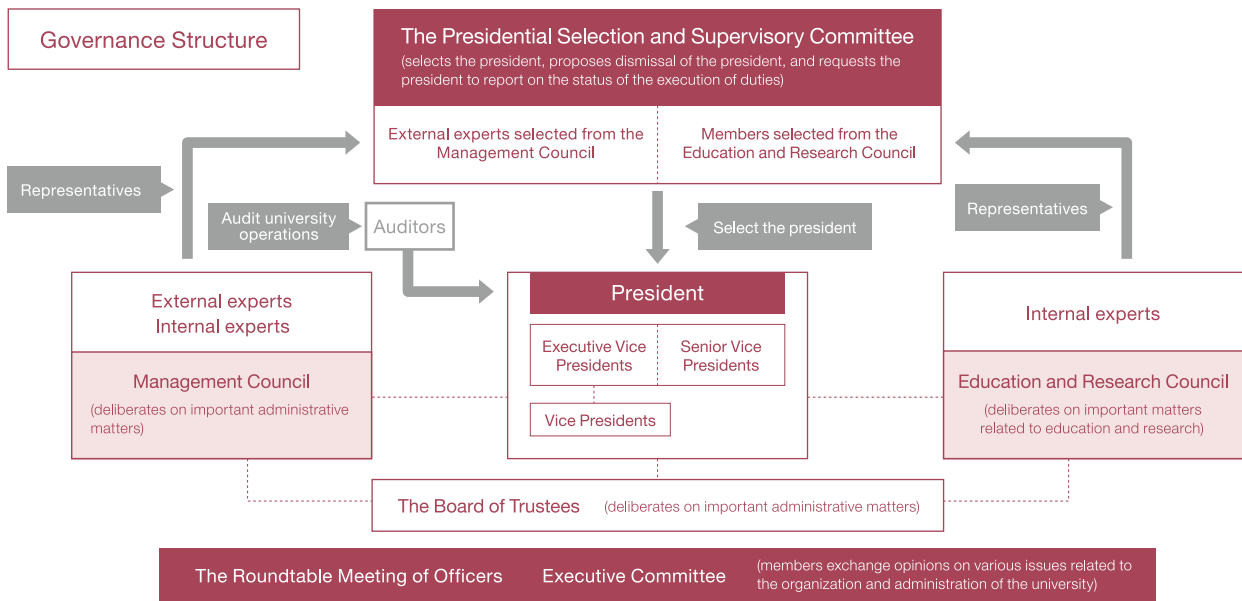 Governance Structure
The Presidential Selection and Supervisory Committee
(selects the president, proposes dismissal of the president, and requests the
president to report on the status of the execution of duties)
External experts selected from the
Management Council
Members selected from the
Education and Research Council
Representatives
Audit university
operations
Auditors
Select the president
Representatives
External experts
Internal experts
Management Council
(deliberates on important administrative
matters)
President
Executive Vice
Presidents
Senior Vice
Presidents
Vice Presidents
Internal experts
Education and Research Council
(deliberates on important matters
related to education and research)
The Board of Trustees (deliberates on important administrative matters)
The Roundtable Meeting of Officers Executive Committee
(members exchange opinions on various issues related to
the organization and administration of the university)